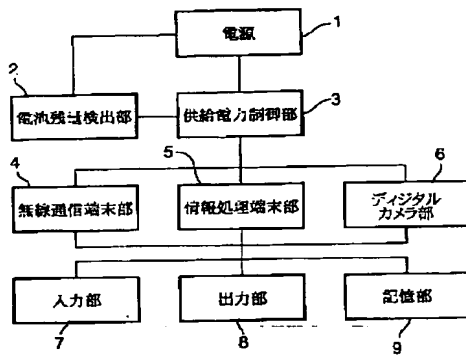 電源
1
2
電池残量検出部
供給電力制御部
3
4
5
6
無線通信端末部
情報処理端末部
ディジタル
カメラ部
入力部
出力部
記憶部
7
8
9